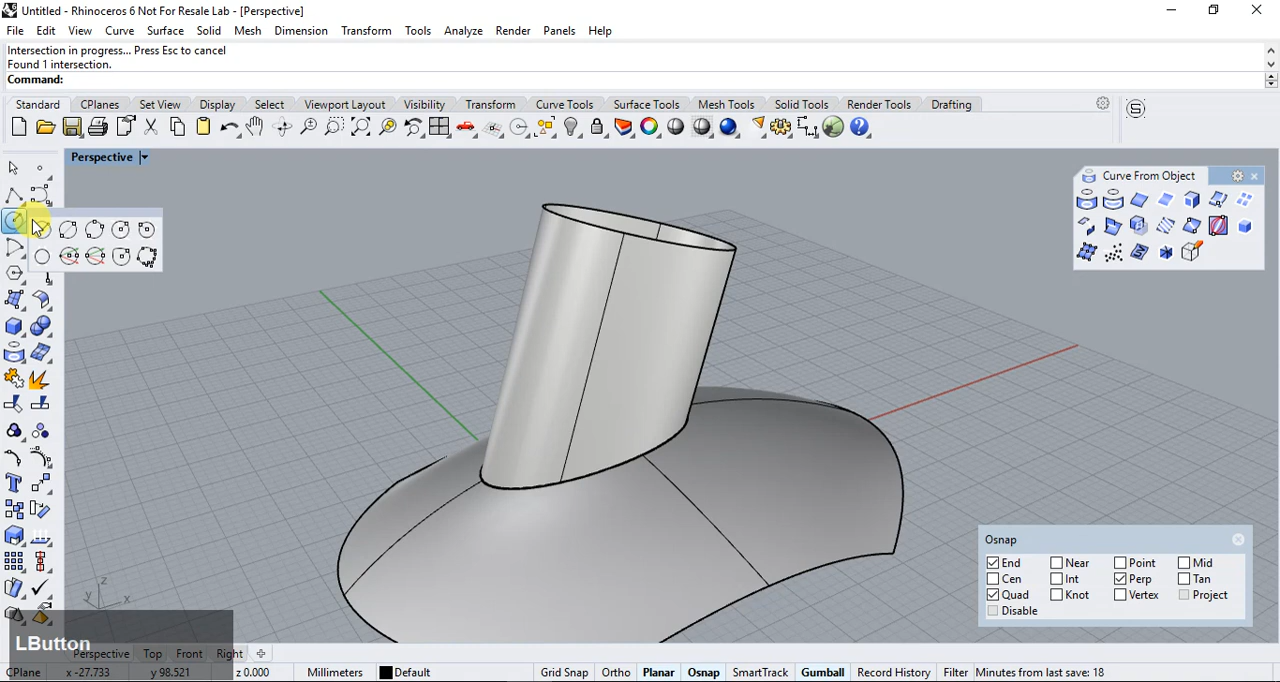 Untitled - Rhinoceros 6 Not For Resale Lab - [Perspective]
File Edit View Curve Surface Solid Mesh Dimension Transform Tools Analyze Render Panels Help
Intersection in progress... Press Esc to cancel
Found 1 intersection.
Command:
Standard CPlanes Set View Display Select Viewport Layout Visibility Transform Curve Tools Surface Tools Mesh Tools Solid Tools Render Tools Drafting
Perspective
Curve From Object
Osnap
End Near Point Mid
Cen Int Perp Tan
Quad Knot Vertex Project
Disable
z
y x
LButton
Perspective Top Front Right
CPlane x -27.733 y 98.521 z 0.000 Millimeters Default Grid Snap Ortho Planar Osnap SmartTrack Gumball Record History Filter Minutes from last save: 18